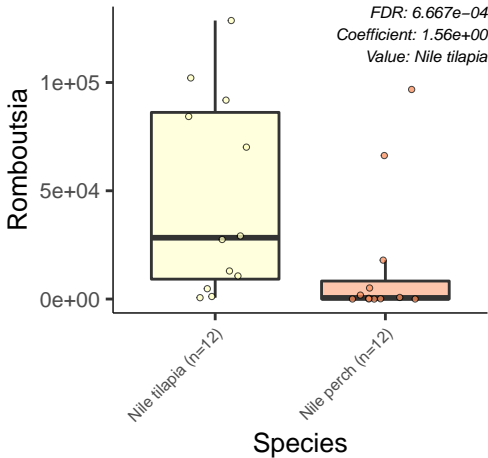 FDR: 6.667e−04
Coefficient: 1.56e+00
Value: Nile tilapia
Romboutsia
1e+05
5e+04
0e+00
Nile tilapia (n=12)
Nile perch (n=12)
Species